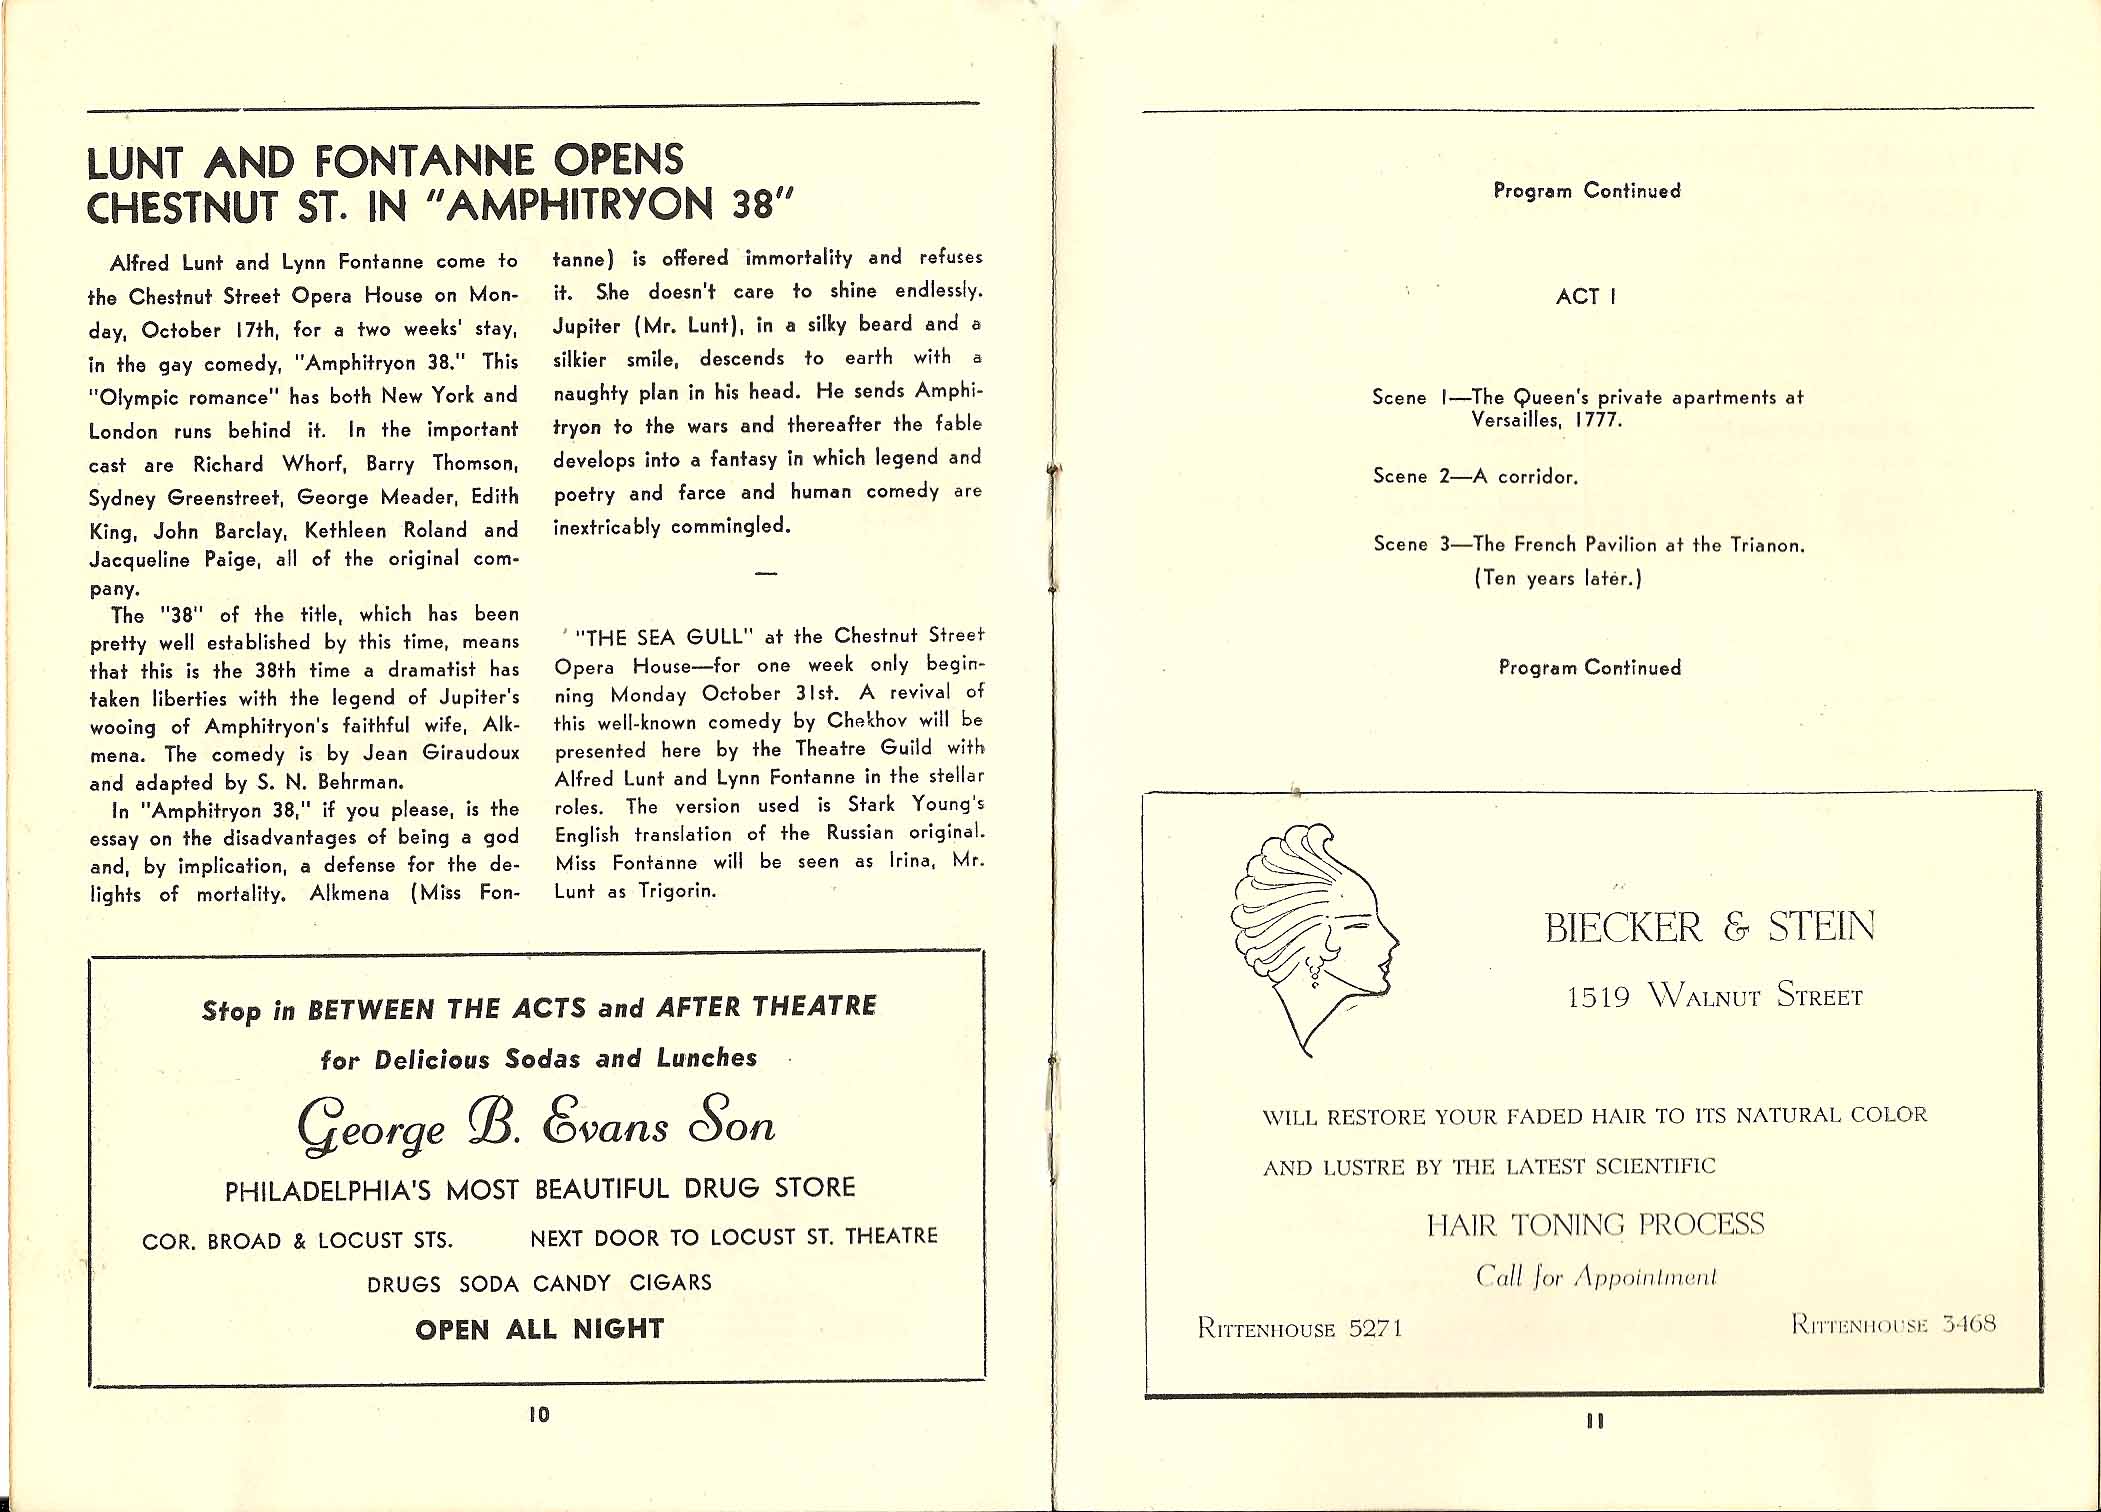 LUNT AND FONTANNE OPENS
CHESTNUT ST. IN "AMPHITRYON 38"
Alfred Lunt and Lynn Fontanne come to
the Chestnut Street Opera House on Mon-
day, October 17th, for a two weeks' stay,
in the gay comedy, "Amphitryon 38." This
"Olympic romance" has both New York and
London runs behind it. In the important
cast are Richard Whorf, Barry Thomson,
Sydney Greenstreet, George Meader, Edith
King, John Barclay, Kethleen Roland and
Jacqueline Paige, all of the original com-
pany.
The "38" of the title, which has been
pretty well established by this time, means
that this is the 38th time a dramatist has
taken liberties with the legend of Jupiter's
wooing of Amphitryon's faithful wife, Alk-
mena. The comedy is by Jean Giraudoux
and adapted by S. N. Behrman.
In "Amphitryon 38," if you please, is the
essay on the disadvantages of being a god
and, by implication, a defense for the de-
lights of mortality. Alkmena (Miss Fon-
tanne) is offered immortality and refuses
it. She doesn't care to shine endlessly.
Jupiter (Mr. Lunt), in a silky beard and a
silkier smile, descends to earth with a
naughty plan in his head. He sends Amphi-
tryon to the wars and thereafter the fable
develops into a fantasy in which legend and
poetry and farce and human comedy are
inextricably commingled.
—
"THE SEA GULL" at the Chestnut Street
Opera House—for one week only begin-
ning Monday October 31st. A revival of
this well-known comedy by Chekhov will be
presented here by the Theatre Guild with
Alfred Lunt and Lynn Fontanne in the stellar
roles. The version used is Stark Young's
English translation of the Russian original.
Miss Fontanne will be seen as Irina, Mr.
Lunt as Trigorin.
Stop in BETWEEN THE ACTS and AFTER THEATRE
for Delicious Sodas and Lunches
George B. Evans Son
PHILADELPHIA'S MOST BEAUTIFUL DRUG STORE
COR. BROAD & LOCUST STS. NEXT DOOR TO LOCUST ST. THEATRE
DRUGS SODA CANDY CIGARS
OPEN ALL NIGHT
10
Program Continued
ACT I
Scene 1—The Queen's private apartments at
Versailles, 1777.
Scene 2—A corridor.
Scene 3—The French Pavilion at the Trianon.
(Ten years later.)
Program Continued
BIECKER & STEIN
1519 WALNUT STREET
WILL RESTORE YOUR FADED HAIR TO ITS NATURAL COLOR
AND LUSTRE BY THE LATEST SCIENTIFIC
HAIR TONING PROCESS
Call for Appointment
RITTENHOUSE 5271 RITTENHOUSE 3468
11